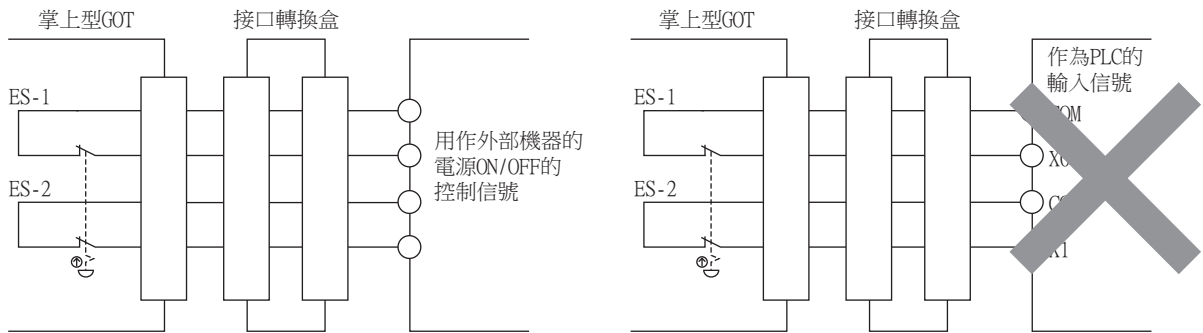 掌上型GOT
接口轉換盒
ES-1
ES-2
用作外部機器的
電源ON/OFF的
控制信號
掌上型GOT
接口轉換盒
作為PLC的
輸入信號
ES-1
ES-2
X1